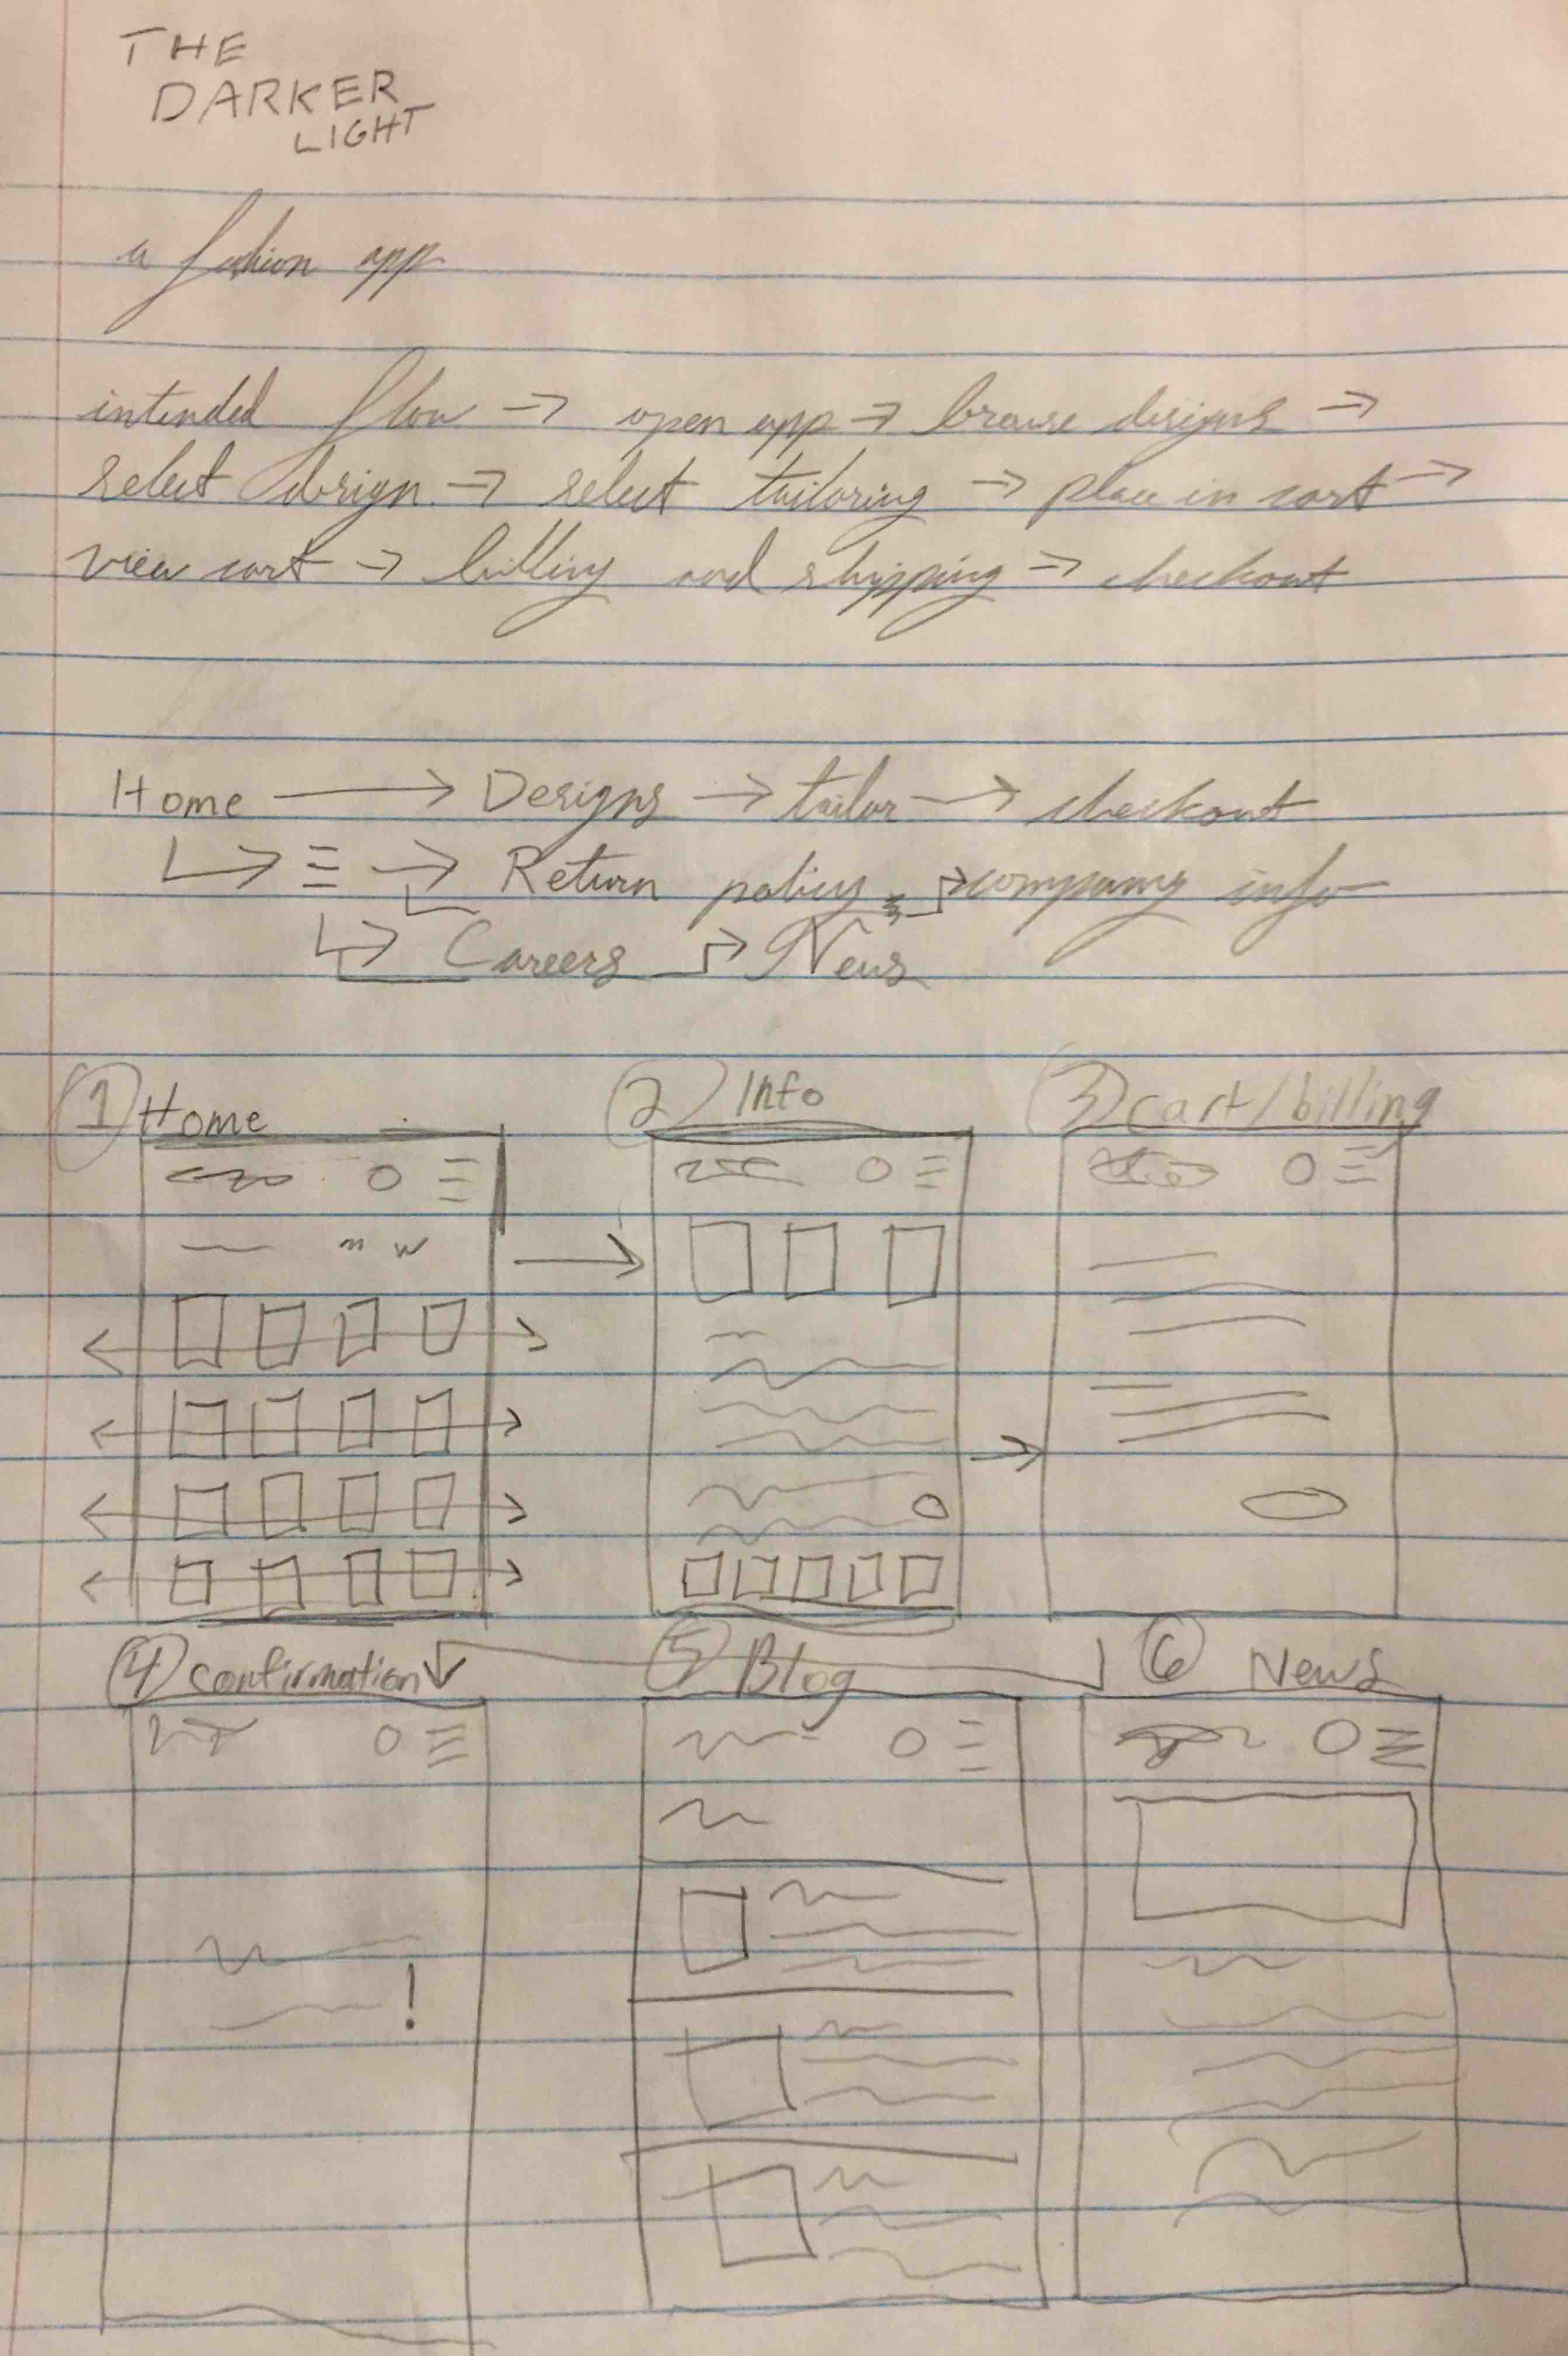 THE
DARKER
LIGHT
a fashion app
intended flow → open app → browse designs →
select design → select tailoring → place in cart →
view cart → billing and shipping → checkout
Home → Designs → tailor → checkout
↳ ☰ → Return policy → company info
↳ Careers → News
1 Home
2 Info
3 cart/billing
m w
4 confirmation
5 Blog
6 News
!